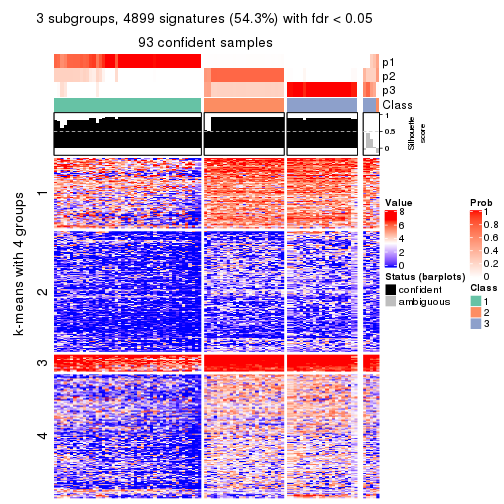 3 subgroups, 4899 signatures (54.3%) with fdr < 0.05
93 confident samples
p1
p2
p3
Class
1
0.5
0
Silhouette
score
k-means with 4 groups
1
2
3
4
Value
8
6
4
2
0
Status (barplots)
confident
ambiguous
Prob
1
0.8
0.6
0.4
0.2
0
Class
1
2
3